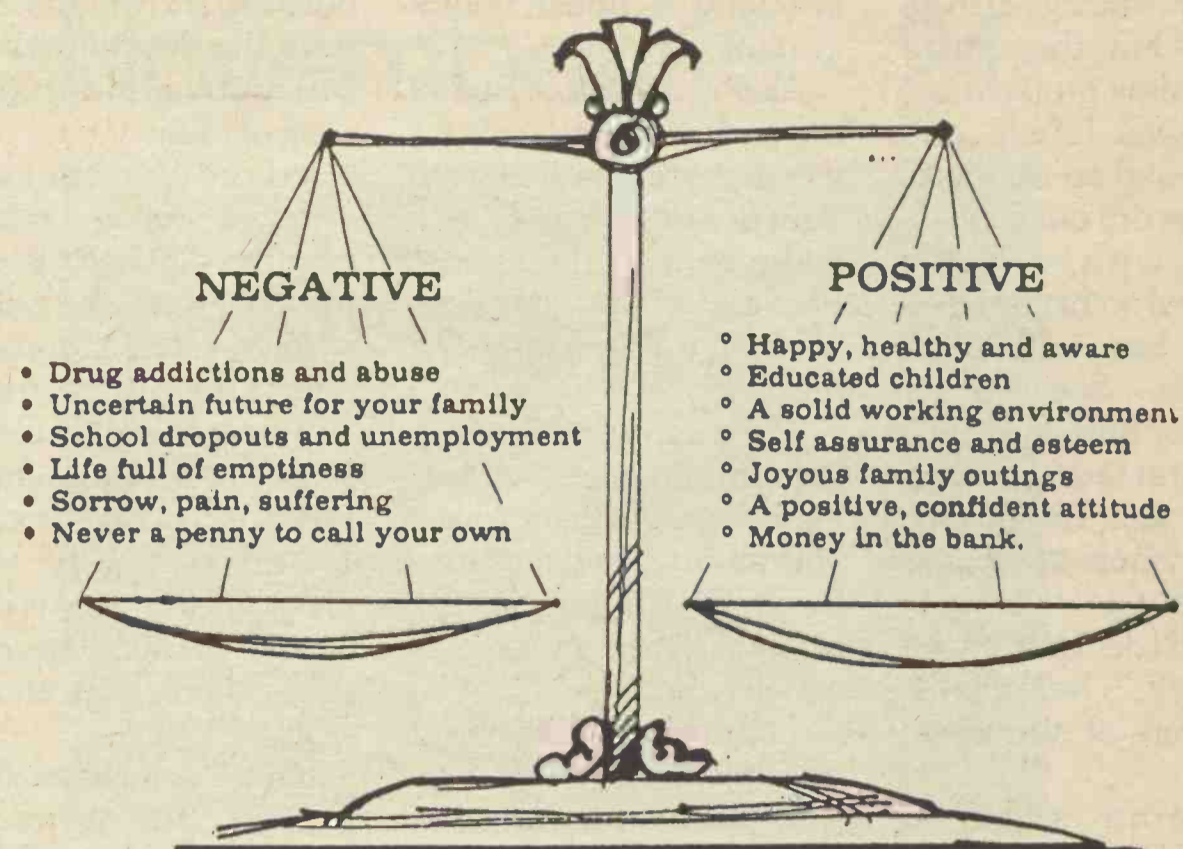 NEGATIVE
• Drug addictions and abuse
• Uncertain future for your family
• School dropouts and unemployment
• Life full of emptiness
• Sorrow, pain, suffering
• Never a penny to call your own
POSITIVE
° Happy, healthy and aware
° Educated children
° A solid working environment
° Self assurance and esteem
° Joyous family outings
° A positive, confident attitude
° Money in the bank.